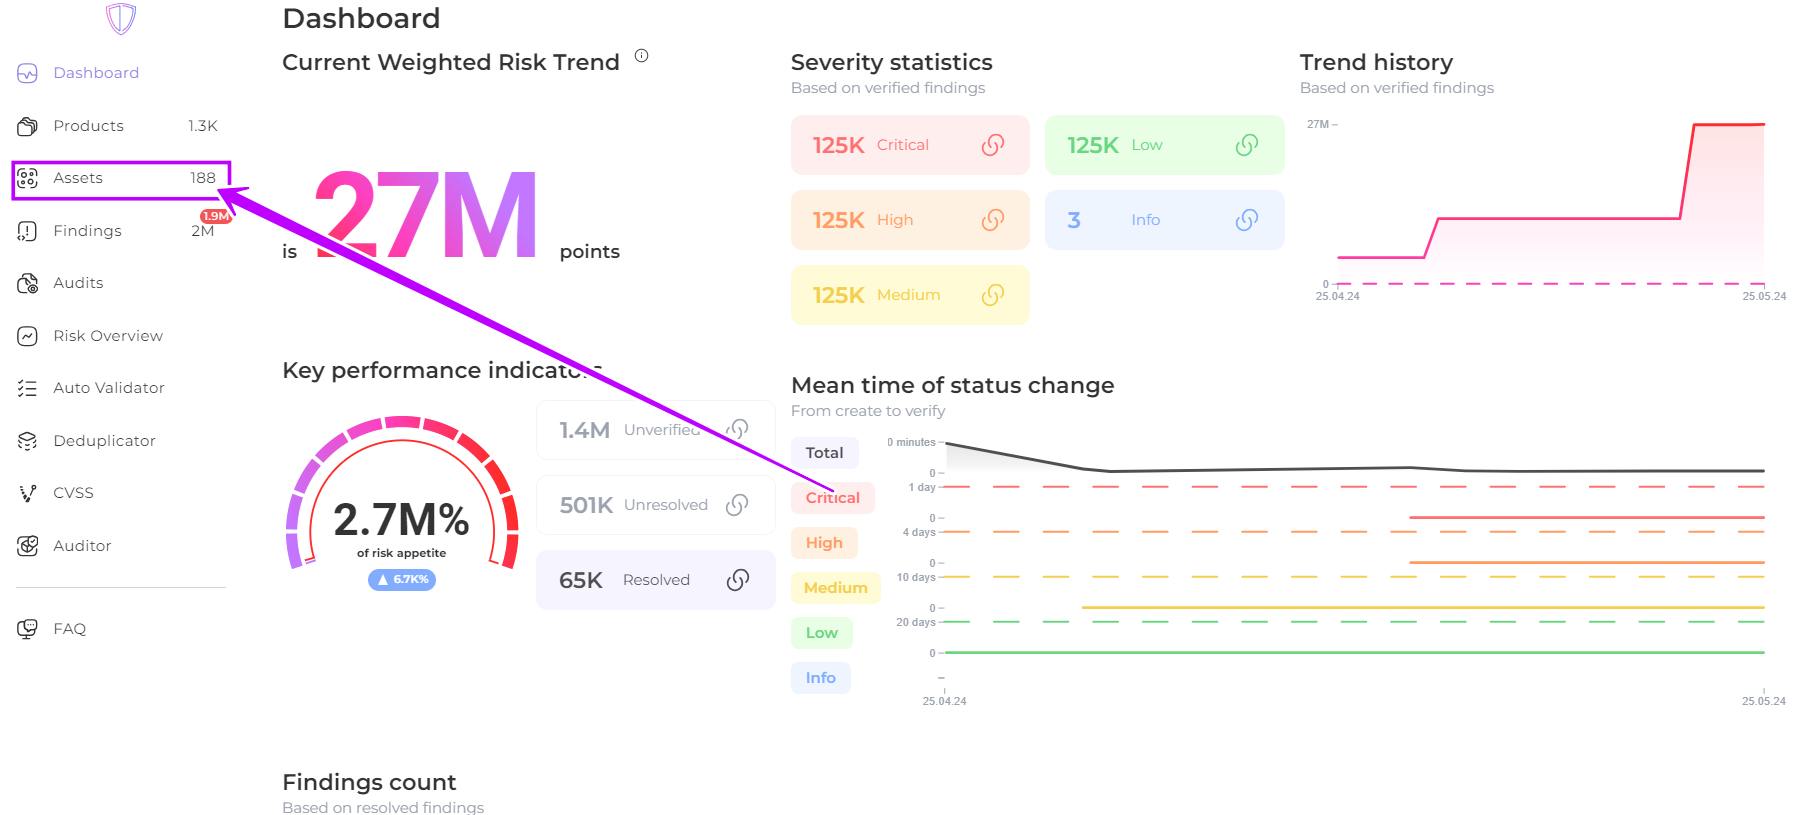 Dashboard
Products 1.3K
Assets 188
Findings 2M
1.9M
Audits
Risk Overview
Auto Validator
Deduplicator
CVSS
Auditor
FAQ
Dashboard
Current Weighted Risk Trend
is 27M points
Severity statistics
Based on verified findings
125K Critical
125K Low
125K High
3 Info
125K Medium
Trend history
Based on verified findings
27M
0
25.04.24 25.05.24
Key performance indicators
2.7M%
of risk appetite
6.7K%
1.4M Unverified
501K Unresolved
65K Resolved
Mean time of status change
From create to verify
Total
Critical
High
Medium
Low
Info
0 minutes
0
1 day
0
4 days
0
10 days
0
20 days
0
25.04.24 25.05.24
Findings count
Based on resolved findings